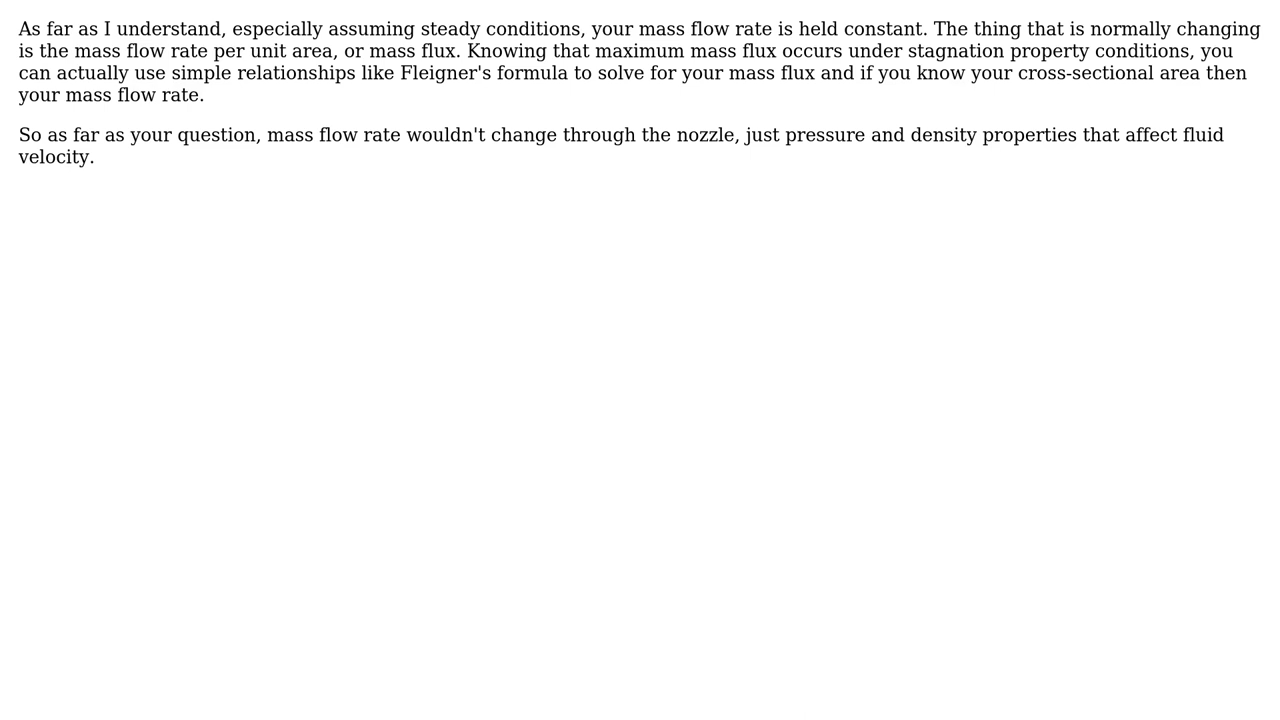 As far as I understand, especially assuming steady conditions, your mass flow rate is held constant. The thing that is normally changing
is the mass flow rate per unit area, or mass flux. Knowing that maximum mass flux occurs under stagnation property conditions, you
can actually use simple relationships like Fleigner's formula to solve for your mass flux and if you know your cross-sectional area then
your mass flow rate.
So as far as your question, mass flow rate wouldn't change through the nozzle, just pressure and density properties that affect fluid
velocity.